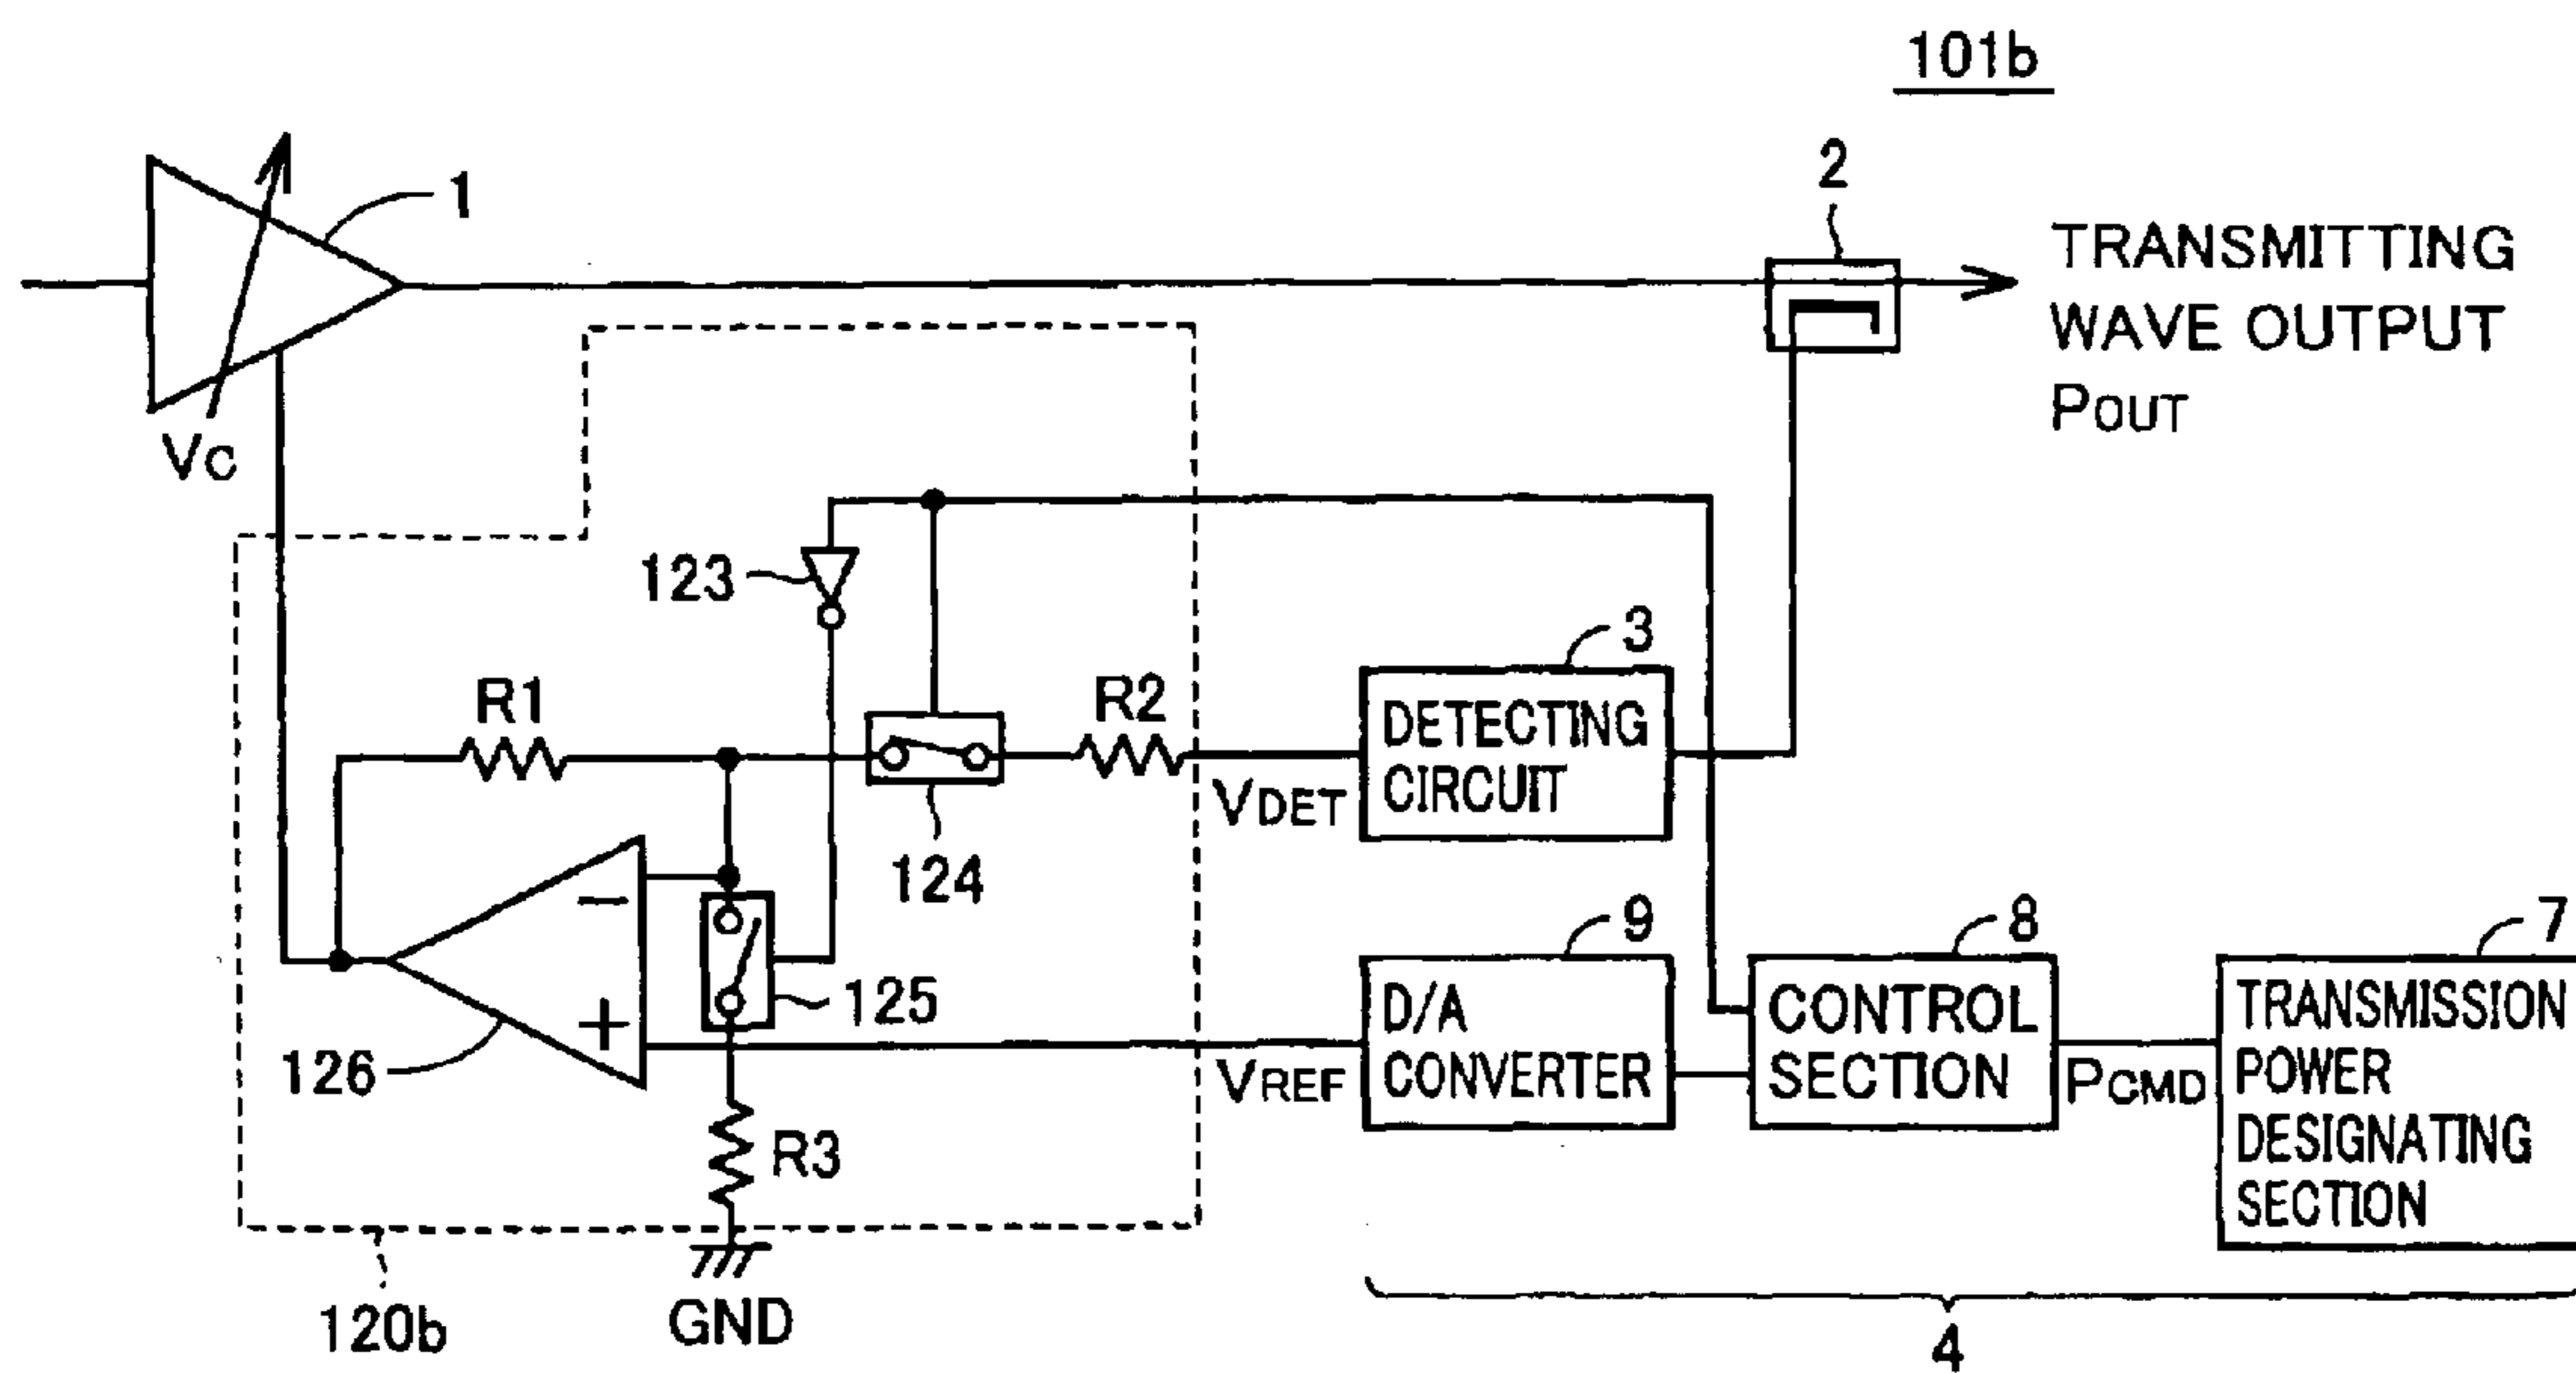 101b
1
2
TRANSMITTING
WAVE OUTPUT
POUT
VC
123
3
R1
R2
DETECTING
CIRCUIT
VDET
124
−
9
8
7
125
D/A
CONVERTER
CONTROL
SECTION
TRANSMISSION
POWER
DESIGNATING
SECTION
+
126
VREF
PCMD
R3
120b
GND
4